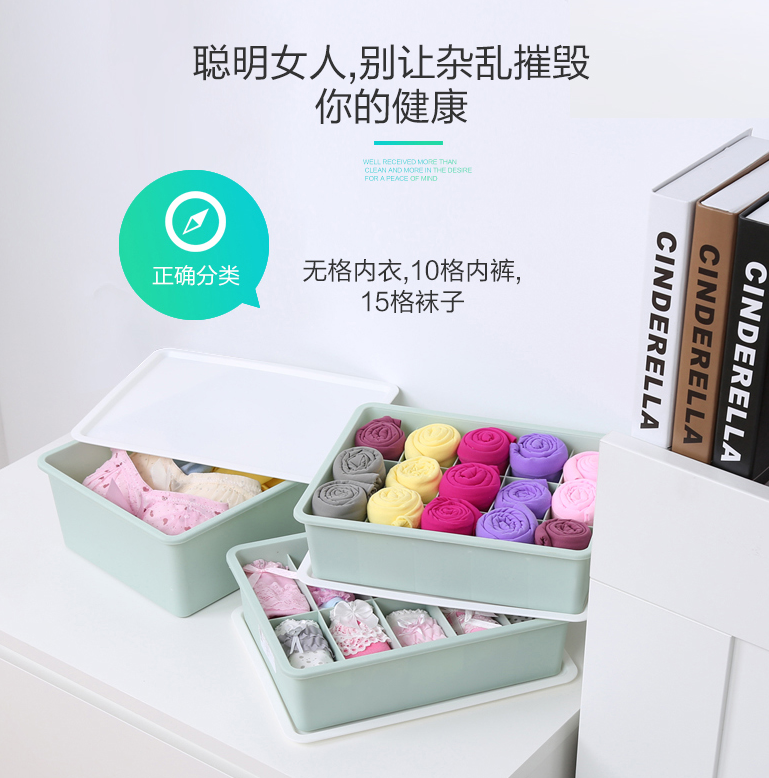 聪明女人,别让杂乱摧毁
你的健康
WELL RECEIVED MORE THAN
CLEAN AND MORE IN THE DESIRE
FOR A PEACE OF MIND
正确分类
无格内衣,10格内裤,
15格袜子
CINDERELLA
CINDERELLA
CINDERELLA